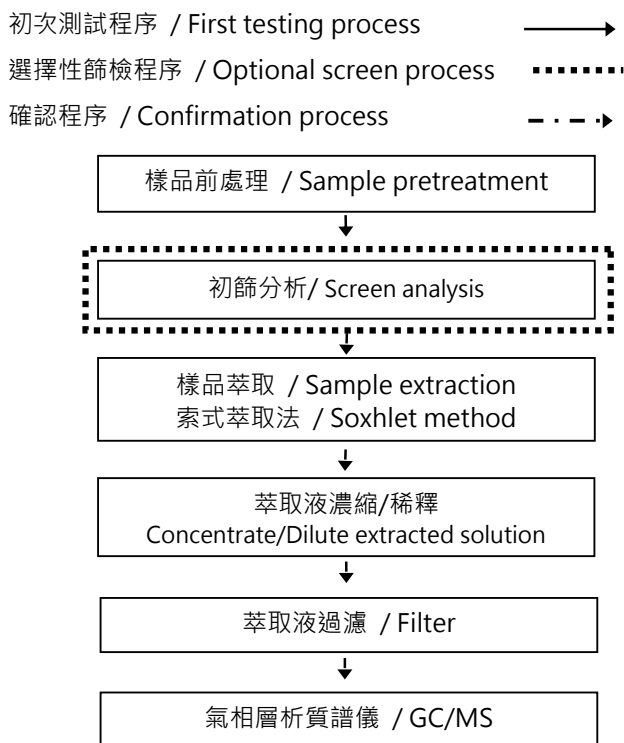 初次測試程序 / First testing process
選擇性篩檢程序 / Optional screen process
確認程序 / Confirmation process
樣品前處理 / Sample pretreatment
初篩分析/ Screen analysis
樣品萃取 / Sample extraction
索式萃取法 / Soxhlet method
萃取液濃縮/稀釋
Concentrate/Dilute extracted solution
萃取液過濾 / Filter
氣相層析質譜儀 / GC/MS